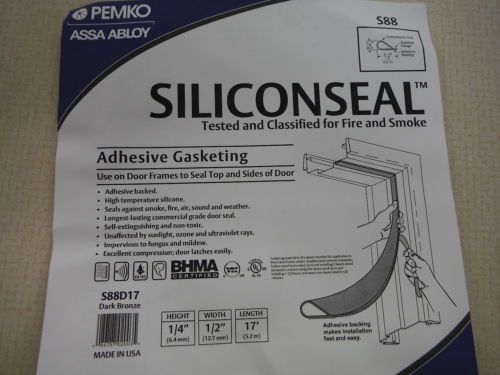 PEMKO
ASSA ABLOY
S88
1/2"
(12.7)
SILICONSEAL™
Tested and Classified for Fire and Smoke
Adhesive Gasketing
Use on Door Frames to Seal Top and Sides of Door
• Adhesive backed.
• High temperature silicone.
• Seals against smoke, fire, air, sound and weather.
• Longest-lasting commercial grade door seal.
• Self-extinguishing and non-toxic.
• Unaffected by sunlight, ozone and ultraviolet rays.
• Impervious to fungus and mildew.
• Excellent compression; door latches easily.
BHMA
CERTIFIED
S88D17
Dark Bronze
MADE IN USA
HEIGHT
1/4"
(6.4 mm)
WIDTH
1/2"
(12.7 mm)
LENGTH
17'
(5.2 m)
Adhesive backing
makes installation
fast and easy.